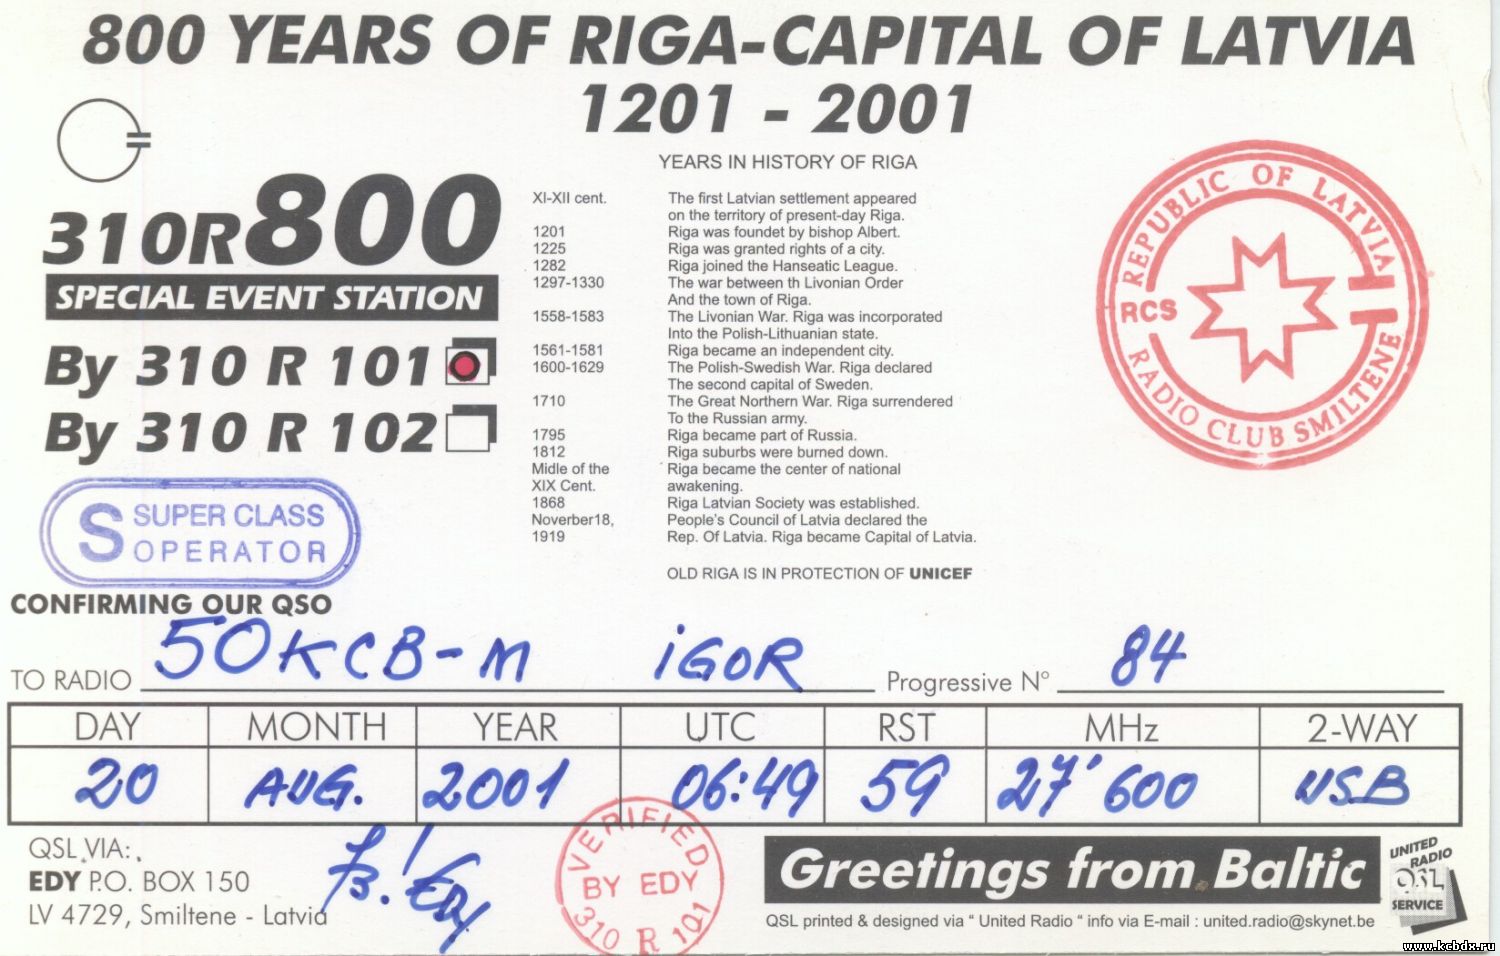 800 YEARS OF RIGA-CAPITAL OF LATVIA
1201 - 2001
YEARS IN HISTORY OF RIGA
310R800
SPECIAL EVENT STATION
By 310 R 101
By 310 R 102
S SUPER CLASS
OPERATOR
XI-XII cent. The first Latvian settlement appeared
on the territory of present-day Riga.
1201 Riga was foundet by bishop Albert.
1225 Riga was granted rights of a city.
1282 Riga joined the Hanseatic League.
1297-1330 The war between th Livonian Order
And the town of Riga.
1558-1583 The Livonian War. Riga was incorporated
Into the Polish-Lithuanian state.
1561-1581 Riga became an independent city.
1600-1629 The Polish-Swedish War. Riga declared
The second capital of Sweden.
1710 The Great Northern War. Riga surrendered
To the Russian army.
1795 Riga became part of Russia.
1812 Riga suburbs were burned down.
Midle of the Riga became the center of national
XIX Cent. awakening.
1868 Riga Latvian Society was established.
Noverber18, People's Council of Latvia declared the
1919 Rep. Of Latvia. Riga became Capital of Latvia.
OLD RIGA IS IN PROTECTION OF UNICEF
REPUBLIC OF LATVIA
RCS
RADIO CLUB SMILTENE
CONFIRMING OUR QSO
TO RADIO 50KCB-M IGOR Progressive N° 84
DAY MONTH YEAR UTC RST MHz 2-WAY
20 AUG. 2001 06:49 59 27'600 USB
QSL VIA:
EDY P.O. BOX 150
LV 4729, Smiltene - Latvia
73! EDY
VERIFIED
BY EDY
310 R 101
Greetings from Baltic
QSL printed & designed via " United Radio " info via E-mail : united.radio@skynet.be
UNITED
RADIO
QSL
SERVICE
www.kcbdx.ru